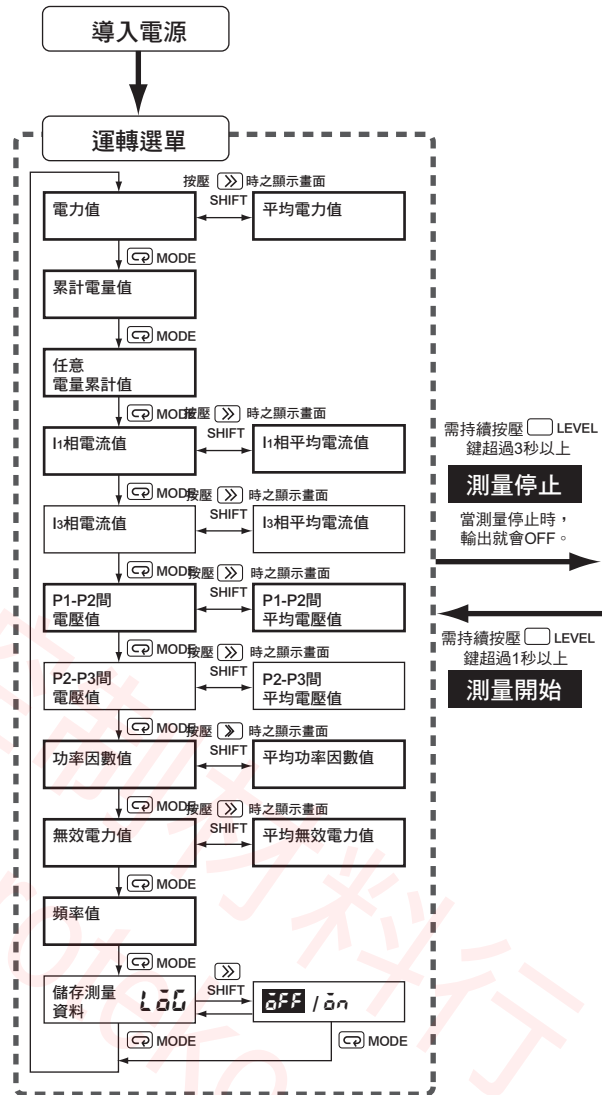 導入電源
運轉選單
按壓 時之顯示畫面
電力值
SHIFT
平均電力值
MODE
累計電量值
MODE
任意
電量累計值
MODE
按壓 時之顯示畫面
I1相電流值
SHIFT
I1相平均電流值
MODE
按壓 時之顯示畫面
I3相電流值
SHIFT
I3相平均電流值
MODE
按壓 時之顯示畫面
P1-P2間
電壓值
SHIFT
P1-P2間
平均電壓值
MODE
按壓 時之顯示畫面
P2-P3間
電壓值
SHIFT
P2-P3間
平均電壓值
MODE
按壓 時之顯示畫面
功率因數值
SHIFT
平均功率因數值
MODE
按壓 時之顯示畫面
無效電力值
SHIFT
平均無效電力值
MODE
頻率值
MODE
儲存測量
資料
LoG
SHIFT
oFF / on
MODE
MODE
需持續按壓 LEVEL
鍵超過3秒以上
測量停止
當測量停止時，
輸出就會OFF。
需持續按壓 LEVEL
鍵超過1秒以上
測量開始